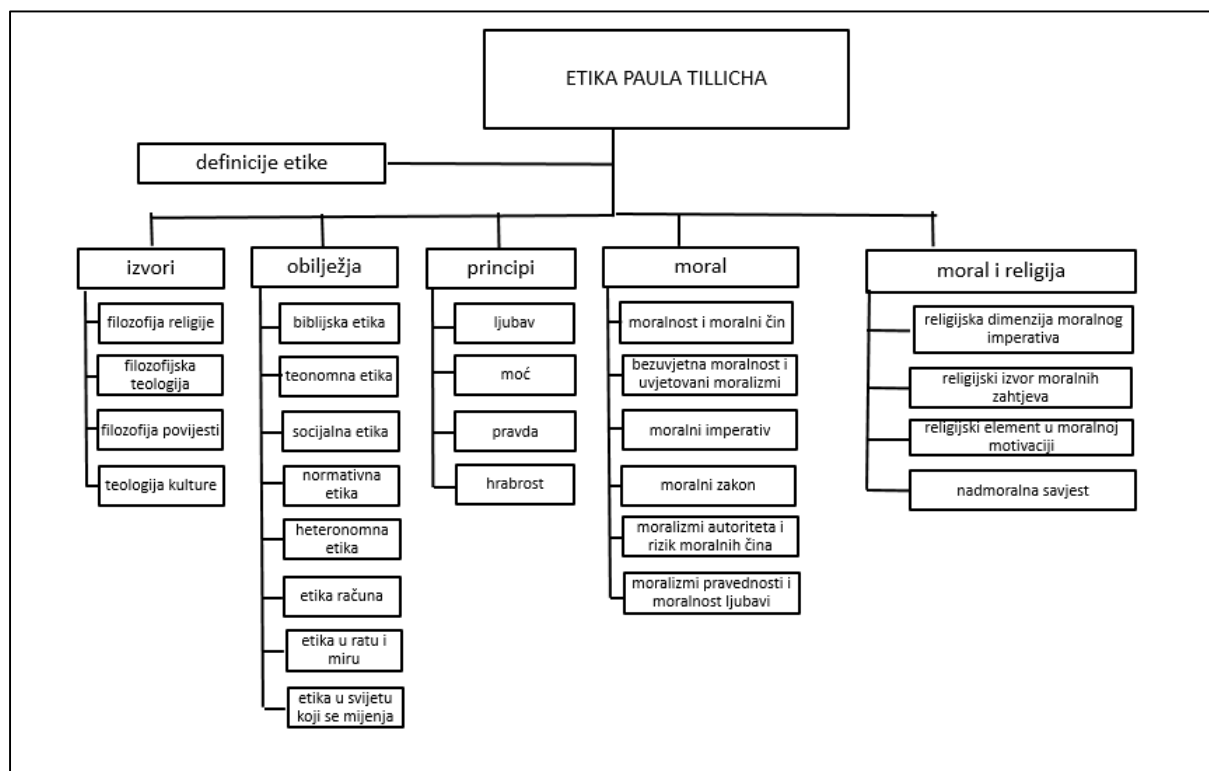 ETIKA PAULA TILLICHA
definicije etike
izvori
filozofija religije
filozofijska
teologija
filozofija povijesti
teologija kulture
obilježja
biblijska etika
teonomna etika
socijalna etika
normativna
etika
heteronomna
etika
etika računa
etika u ratu i
miru
etika u svijetu
koji se mijenja
principi
ljubav
moć
pravda
hrabrost
moral
moralnost i moralni čin
bezuvjetna moralnost i
uvjetovani moralizmi
moralni imperativ
moralni zakon
moralizmi autoriteta i
rizik moralnih čina
moralizmi pravednosti i
moralnost ljubavi
moral i religija
religijska dimenzija moralnog
imperativa
religijski izvor moralnih
zahtjeva
religijski element u moralnoj
motivaciji
nadmoralna savjest